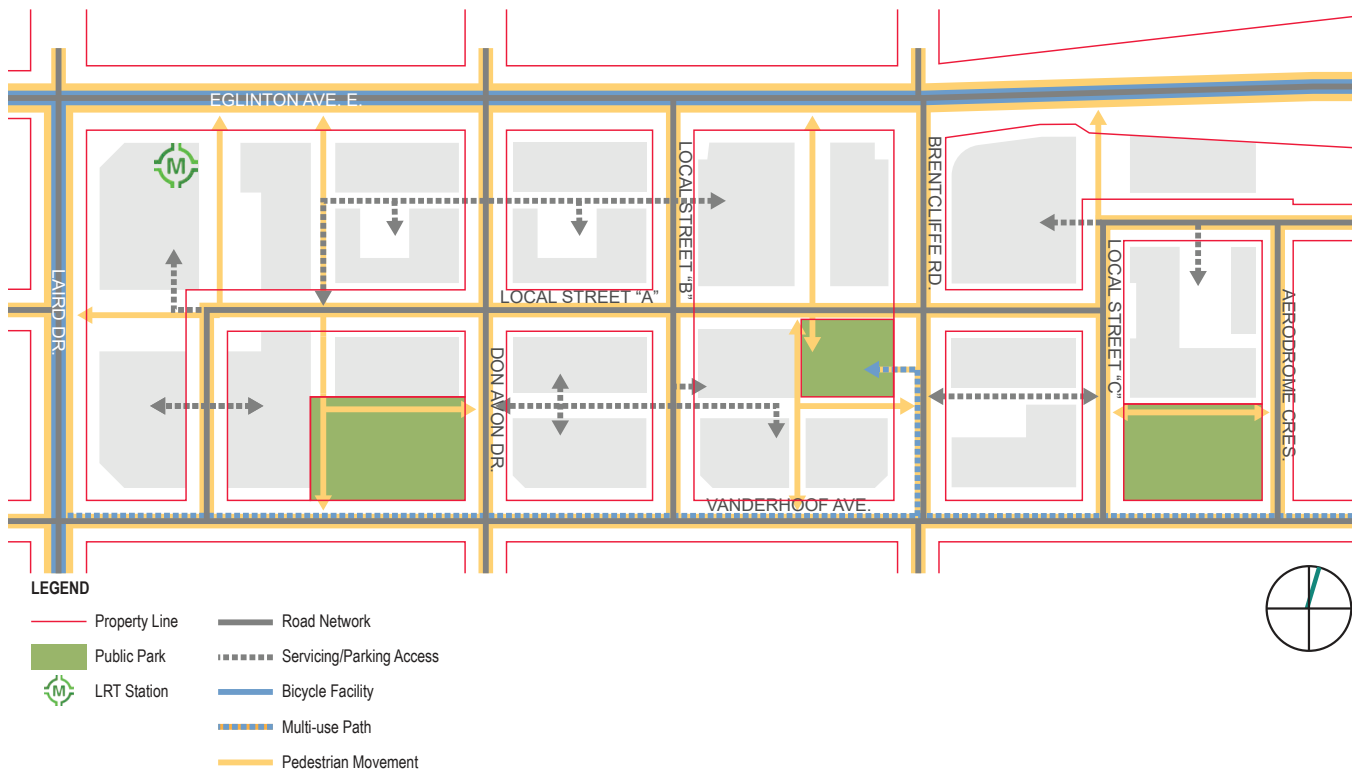 EGLINTON AVE. E.
M
LOCAL STREET “B”
BRENTCLIFFE RD.
LAIRD DR.
LOCAL STREET “A”
LOCAL STREET “C”
AERODROME CRES.
DON AVON DR.
VANDERHOOF AVE.
LEGEND
Property Line
Public Park
M
LRT Station
Road Network
Servicing/Parking Access
Bicycle Facility
Multi-use Path
Pedestrian Movement